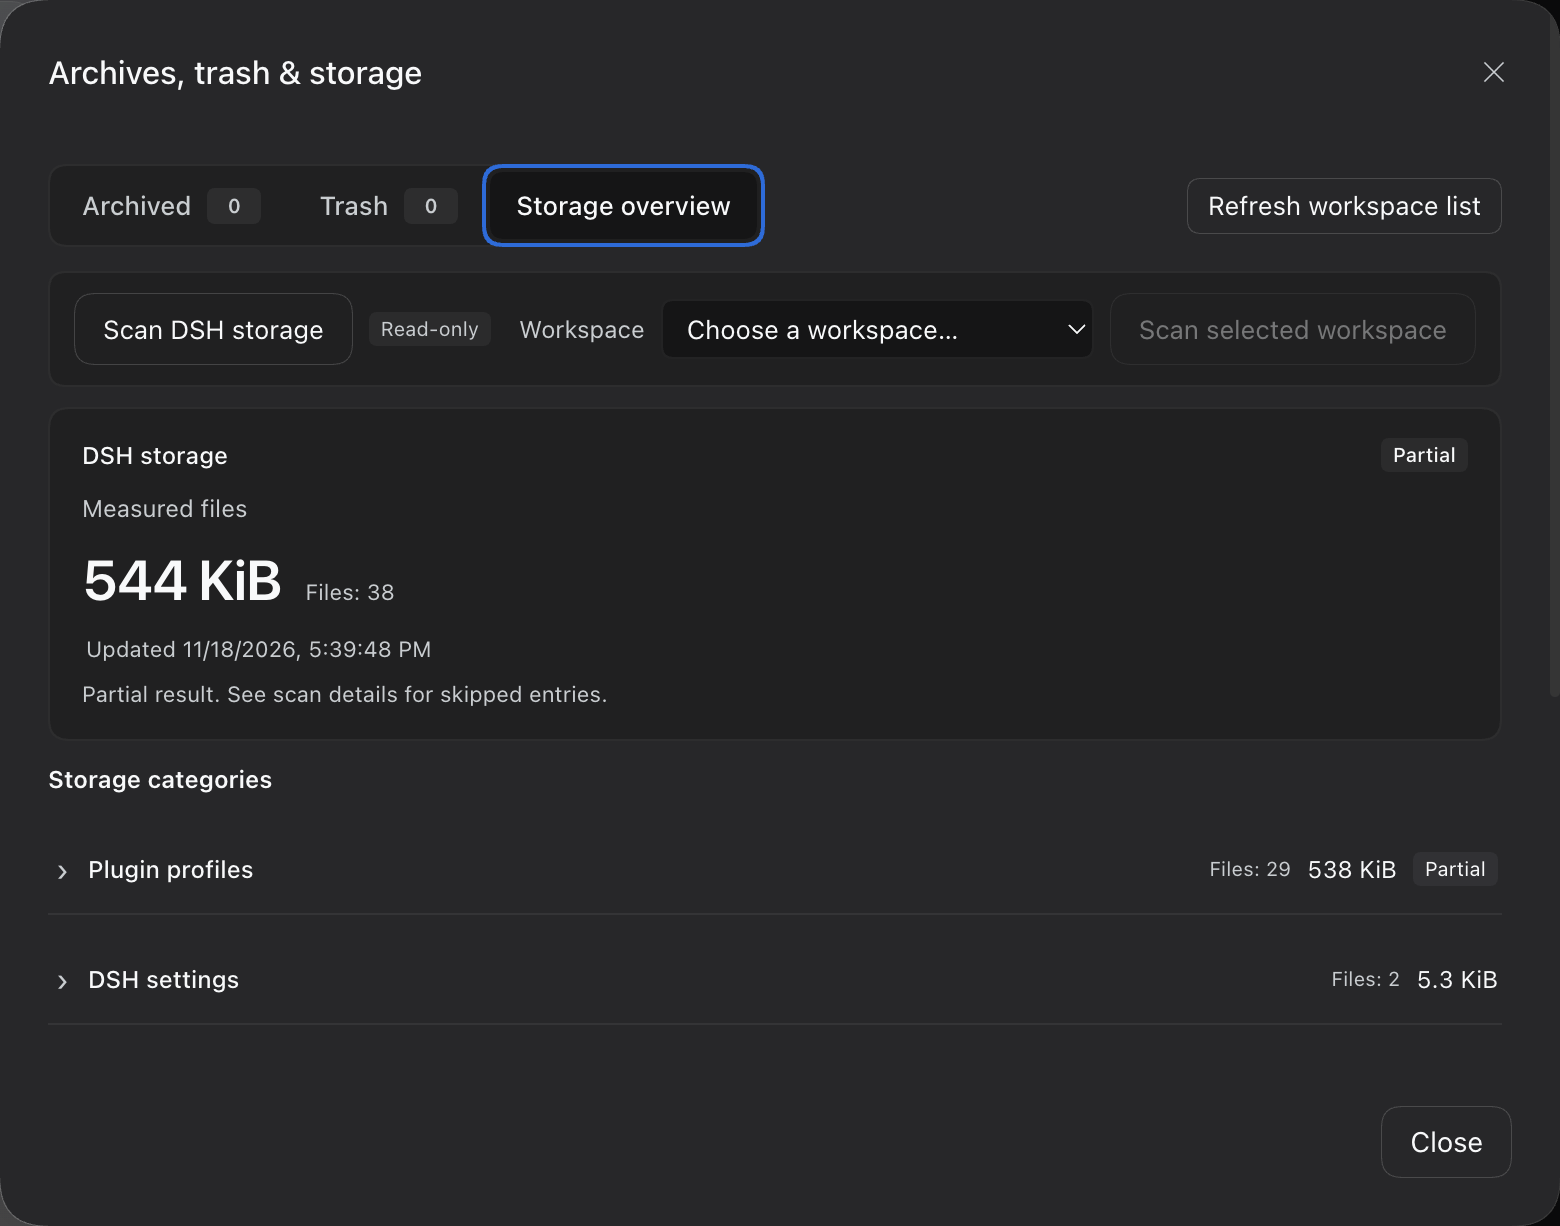 Archives, trash & storage
Archived 0 Trash 0 Storage overview Refresh workspace list
Scan DSH storage Read-only Workspace Choose a workspace... Scan selected workspace
DSH storage Partial
Measured files
544 KiB Files: 38
Updated 11/18/2026, 5:39:48 PM
Partial result. See scan details for skipped entries.
Storage categories
Plugin profiles Files: 29 538 KiB Partial
DSH settings Files: 2 5.3 KiB
Close